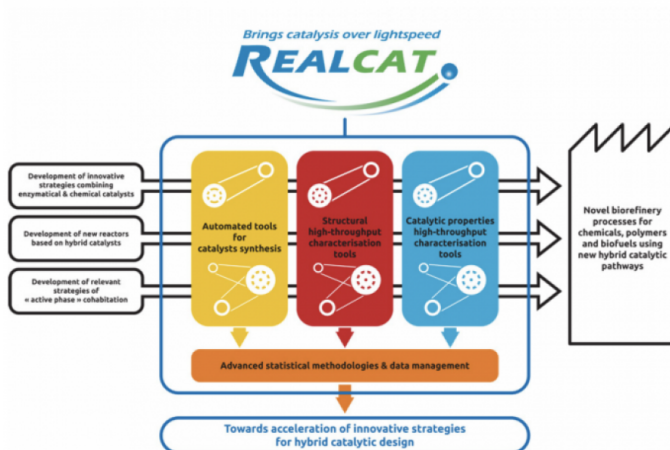 Brings catalysis over lightspeed
REALCAT
Development of innovative
strategies combining
enzymatical & chemical catalysts
Development of new reactors
based on hybrid catalysts
Development of relevant
strategies of
« active phase » cohabitation
Automated tools
for
catalysts synthesis
Structural
high-throughput
characterisation
tools
Catalytic properties
high-throughput
characterisation
tools
Novel biorefinery
processes for
chemicals, polymers
and biofuels using
new hybrid catalytic
pathways
Advanced statistical methodologies & data management
Towards acceleration of innovative strategies
for hybrid catalytic design